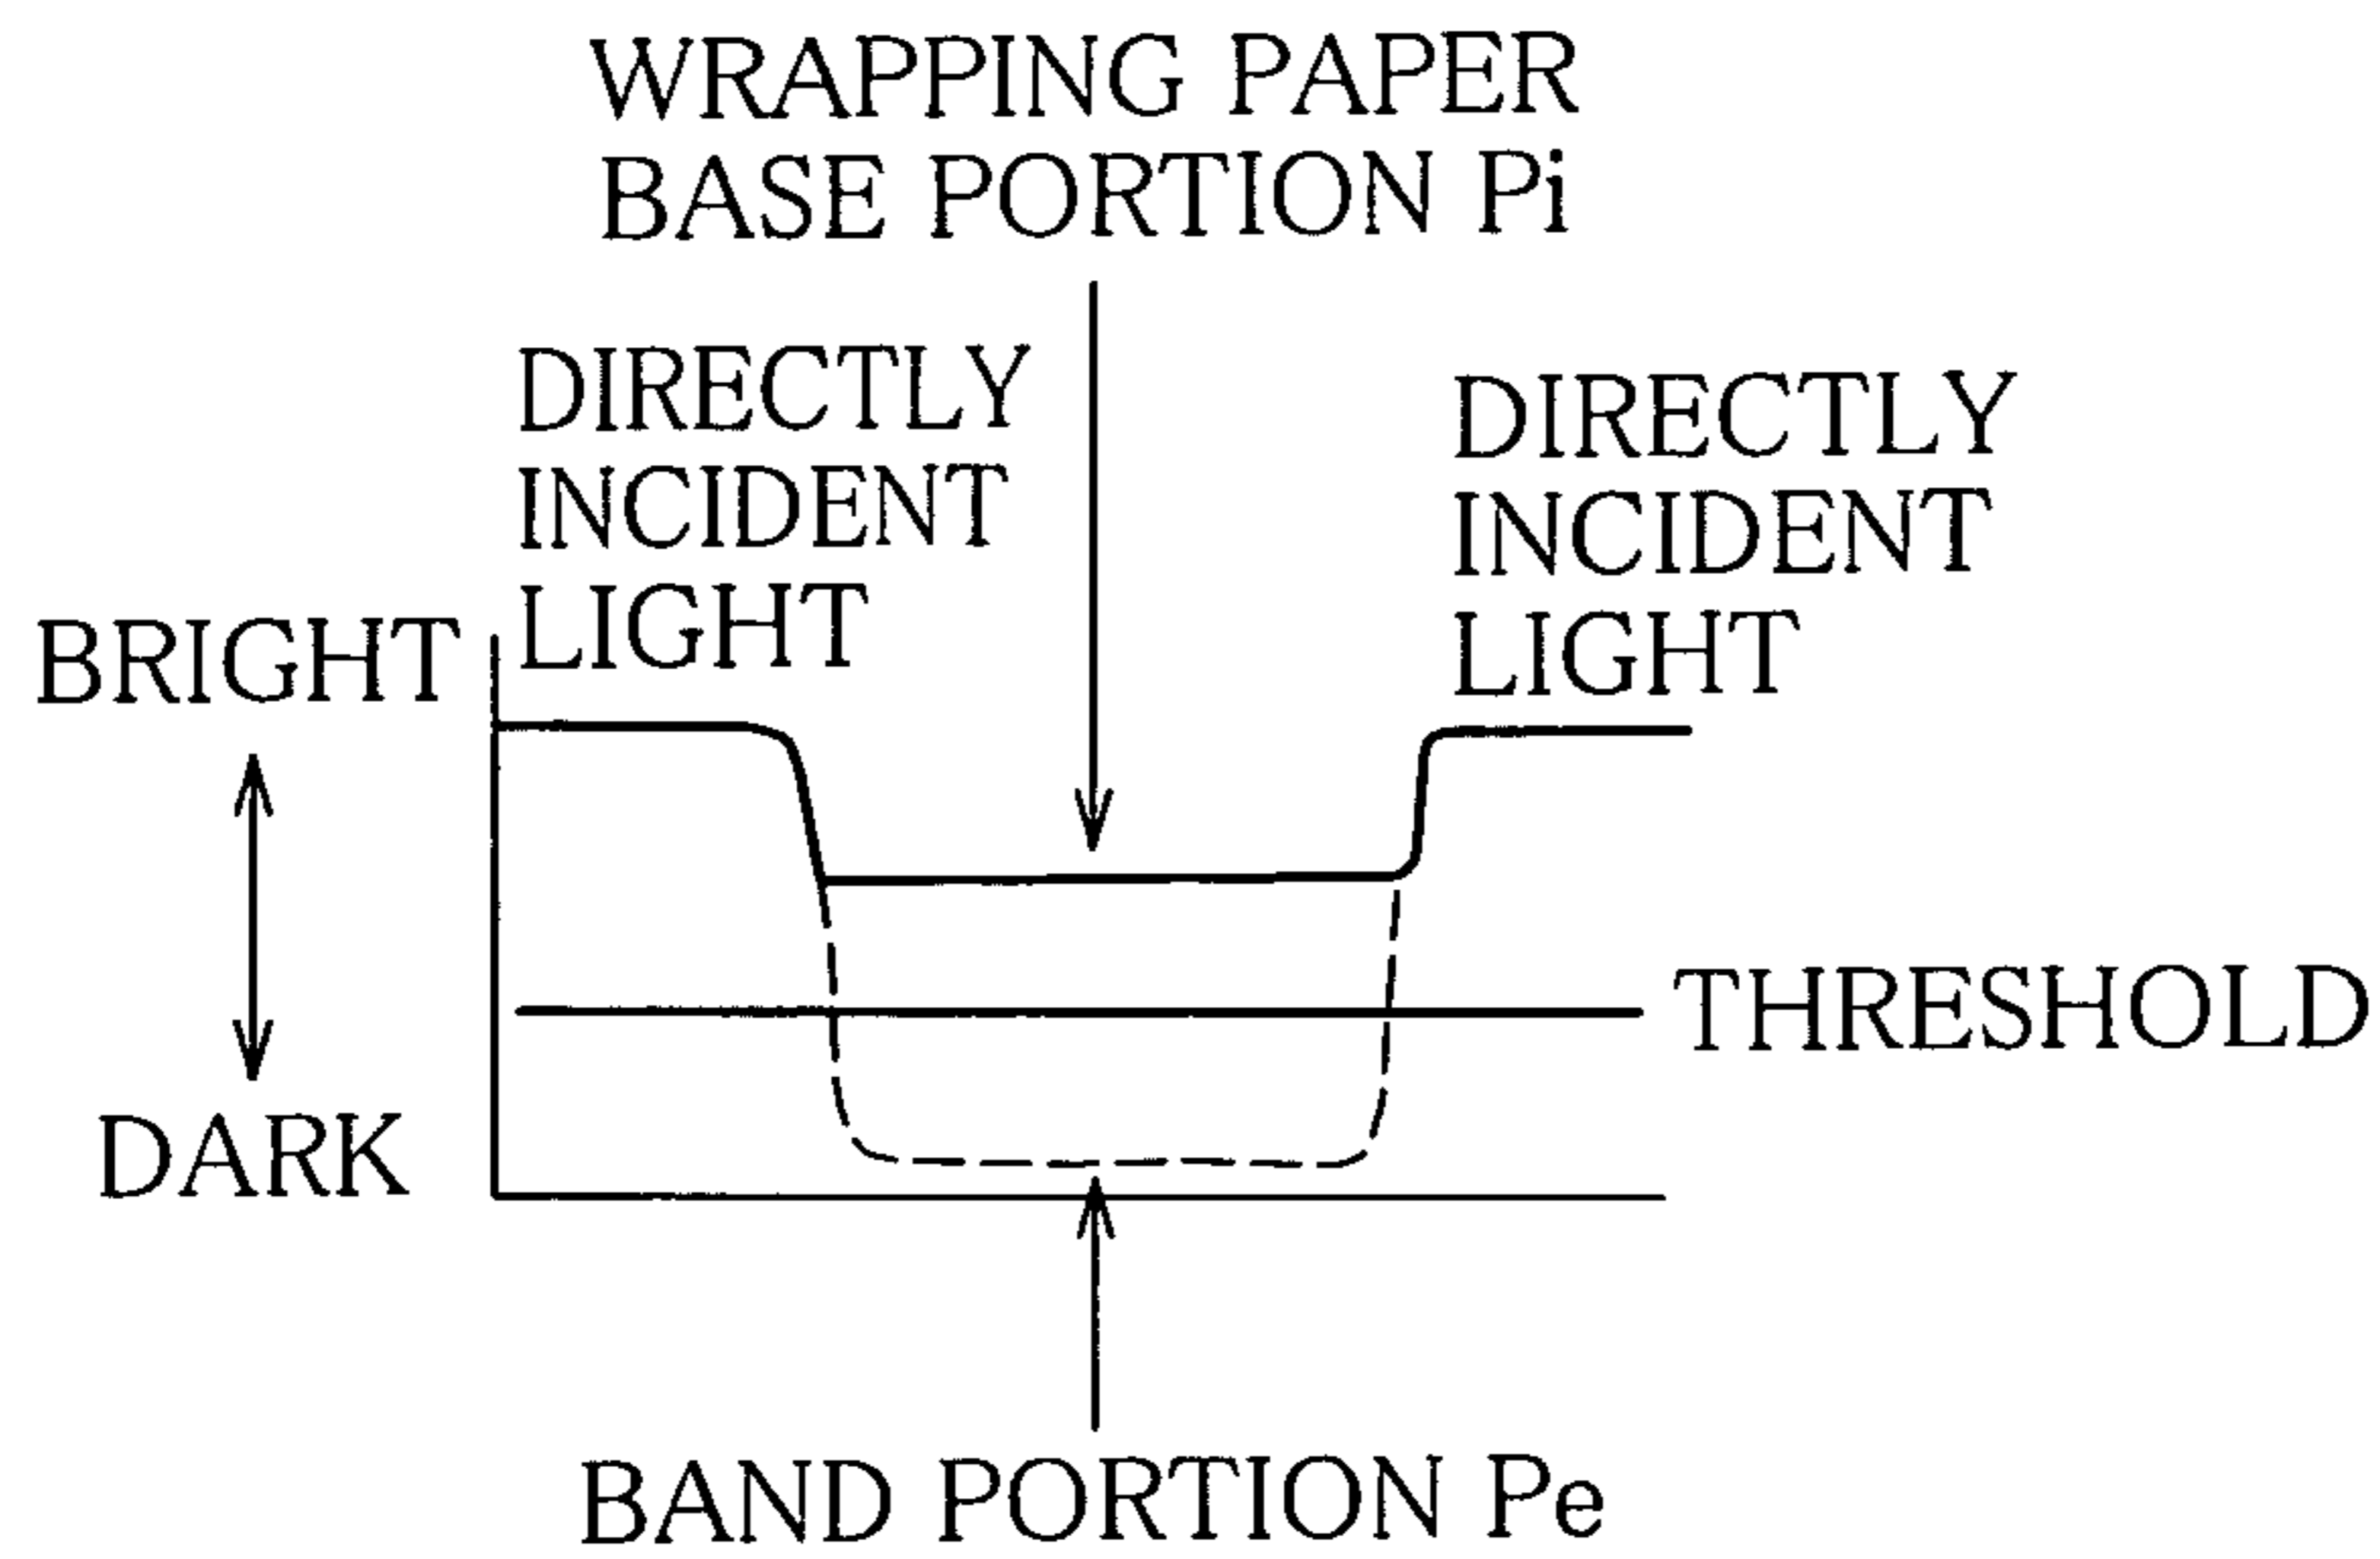 WRAPPING PAPER
BASE PORTION Pi
DIRECTLY
INCIDENT
LIGHT
DIRECTLY
INCIDENT
LIGHT
BRIGHT
THRESHOLD
DARK
BAND PORTION Pe